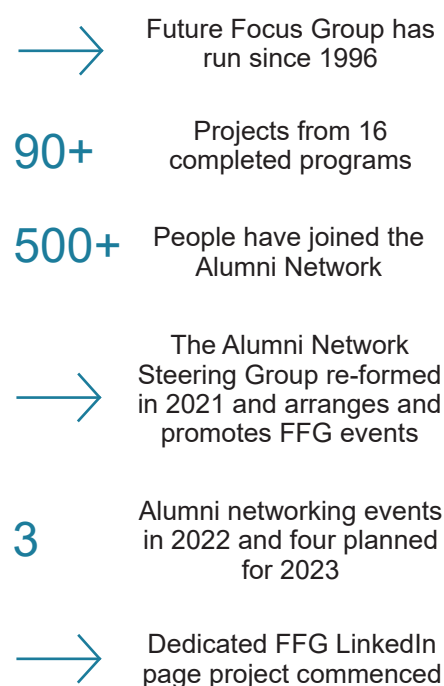 Future Focus Group has
run since 1996
90+
Projects from 16
completed programs
500+
People have joined the
Alumni Network
The Alumni Network
Steering Group re-formed
in 2021 and arranges and
promotes FFG events
3
Alumni networking events
in 2022 and four planned
for 2023
Dedicated FFG LinkedIn
page project commenced